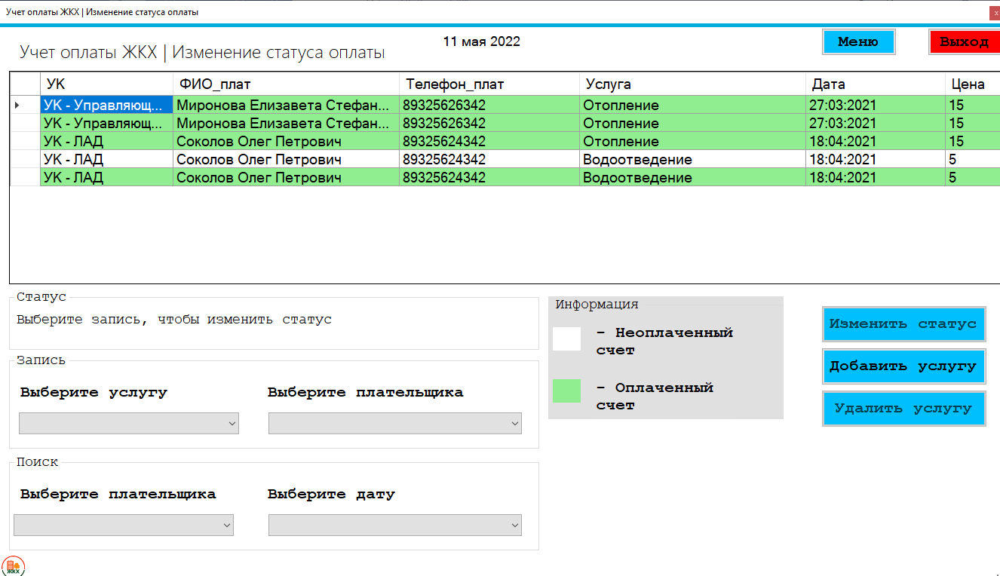 Учет оплаты ЖКХ | Изменение статуса оплаты
x
11 мая 2022
Меню
Выход
Учет оплаты ЖКХ | Изменение статуса оплаты
УК ФИО_плат Телефон_плат Услуга Дата Цена
УК - Управляющ... Миронова Елизавета Стефан... 89325626342 Отопление 27:03:2021 15
УК - Управляющ... Миронова Елизавета Стефан... 89325626342 Отопление 27:03:2021 15
УК - ЛАД Соколов Олег Петрович 89325624342 Отопление 18:04:2021 15
УК - ЛАД Соколов Олег Петрович 89325624342 Водоотведение 18:04:2021 5
УК - ЛАД Соколов Олег Петрович 89325624342 Водоотведение 18:04:2021 5
Статус
Выберите запись, чтобы изменить статус
Запись
Выберите услугу
Выберите плательщика
Поиск
Выберите плательщика
Выберите дату
Информация
- Неоплаченный
счет
- Оплаченный
счет
Изменить статус
Добавить услугу
Удалить услугу
ЖКХ